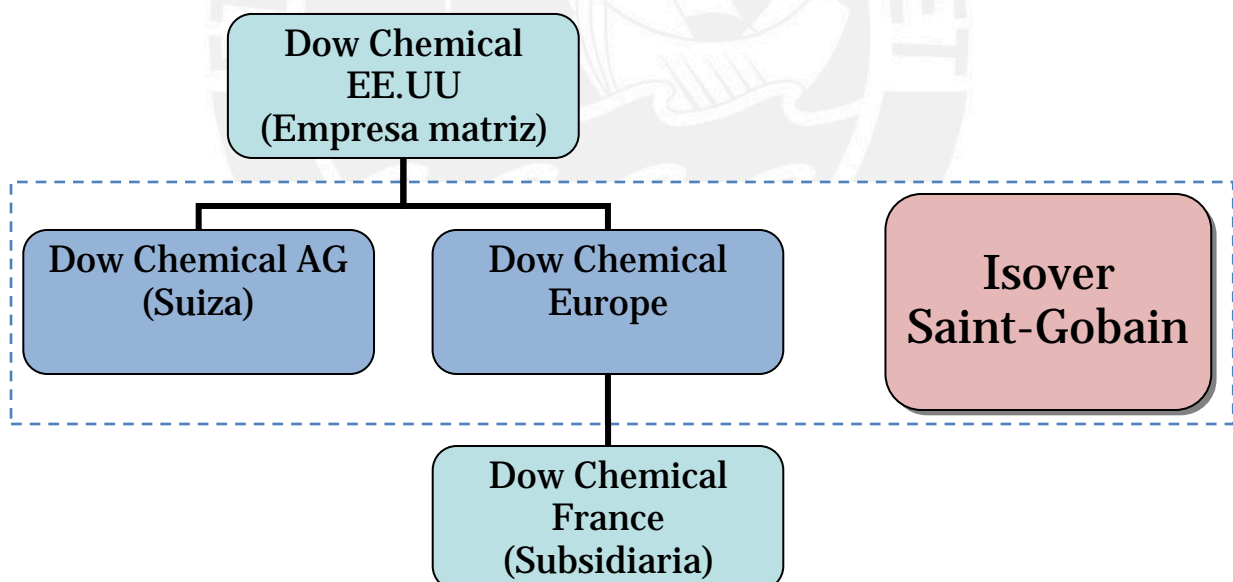 Dow Chemical
EE.UU
(Empresa matriz)
Dow Chemical AG
(Suiza)
Dow Chemical
Europe
Isover
Saint-Gobain
Dow Chemical
France
(Subsidiaria)